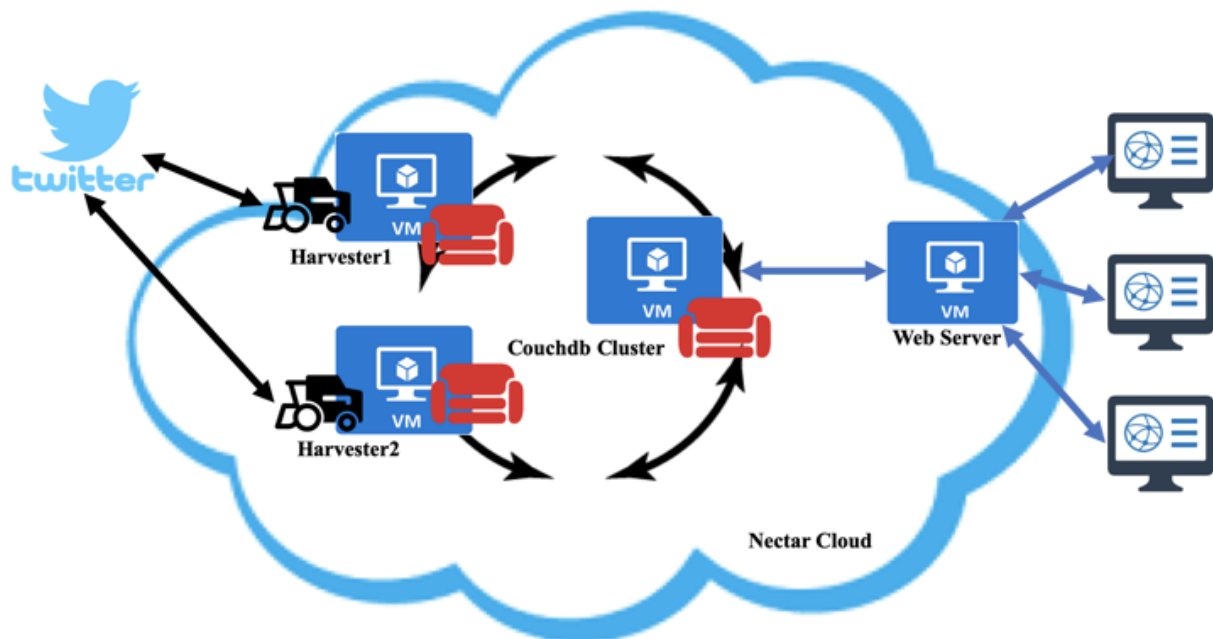 twitter
VM
Harvester1
VM
Couchdb Cluster
VM
Web Server
VM
Harvester2
Nectar Cloud